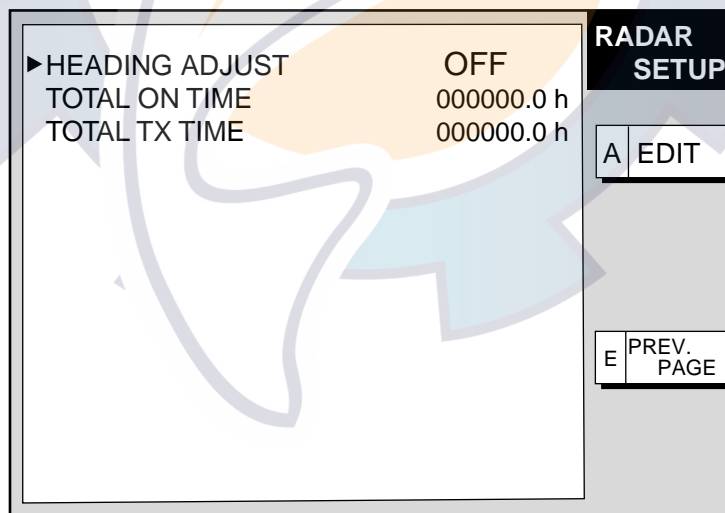 ▶HEADING ADJUST OFF
TOTAL ON TIME 000000.0 h
TOTAL TX TIME 000000.0 h
RADAR
SETUP
A EDIT
E PREV.
PAGE